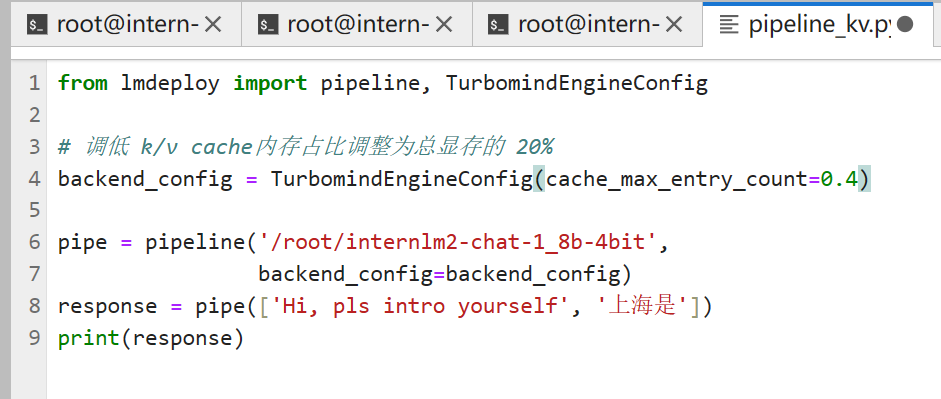 root@intern-
root@intern-
root@intern-
pipeline_kv.py
1 from lmdeploy import pipeline, TurbomindEngineConfig
2
3 # 调低 k/v cache内存占比调整为总显存的 20%
4 backend_config = TurbomindEngineConfig(cache_max_entry_count=0.4)
5
6 pipe = pipeline('/root/internlm2-chat-1_8b-4bit',
7                 backend_config=backend_config)
8 response = pipe(['Hi, pls intro yourself', '上海是'])
9 print(response)